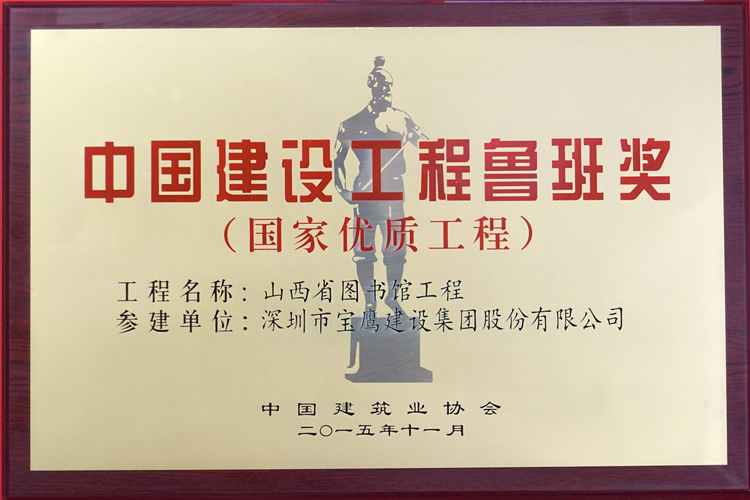 中国建设工程鲁班奖
（国家优质工程）
工程名称：山西省图书馆工程
参建单位：深圳市宝鹰建设集团股份有限公司
中国建筑业协会
二〇一五年十一月